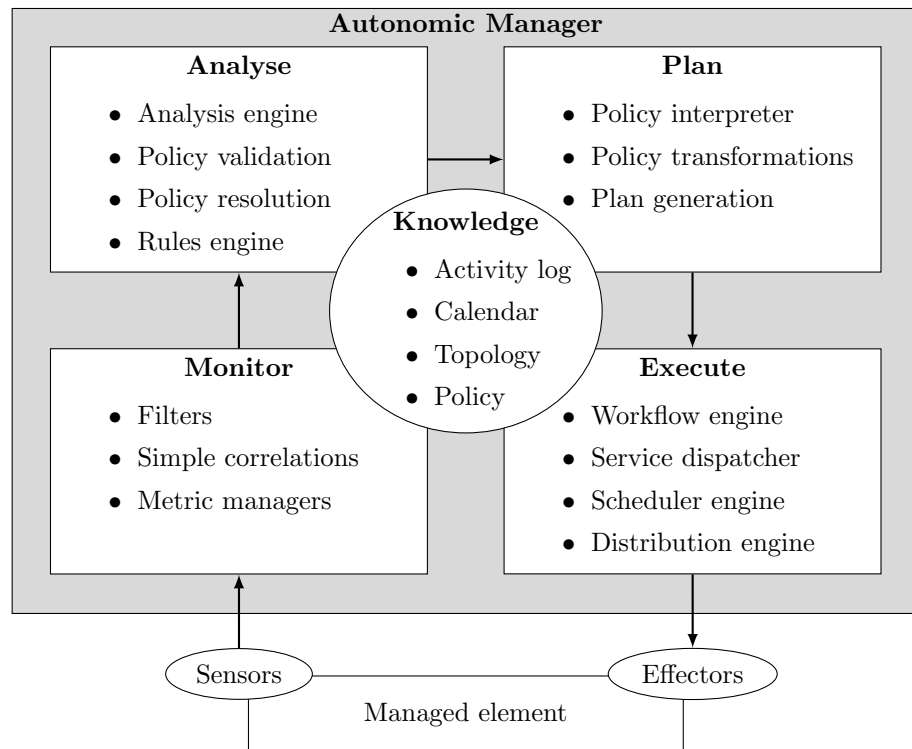 Autonomic Manager
Analyse
• Analysis engine
• Policy validation
• Policy resolution
• Rules engine
Plan
• Policy interpreter
• Policy transformations
• Plan generation
Knowledge
• Activity log
• Calendar
• Topology
• Policy
Monitor
• Filters
• Simple correlations
• Metric managers
Execute
• Workflow engine
• Service dispatcher
• Scheduler engine
• Distribution engine
Sensors
Effectors
Managed element